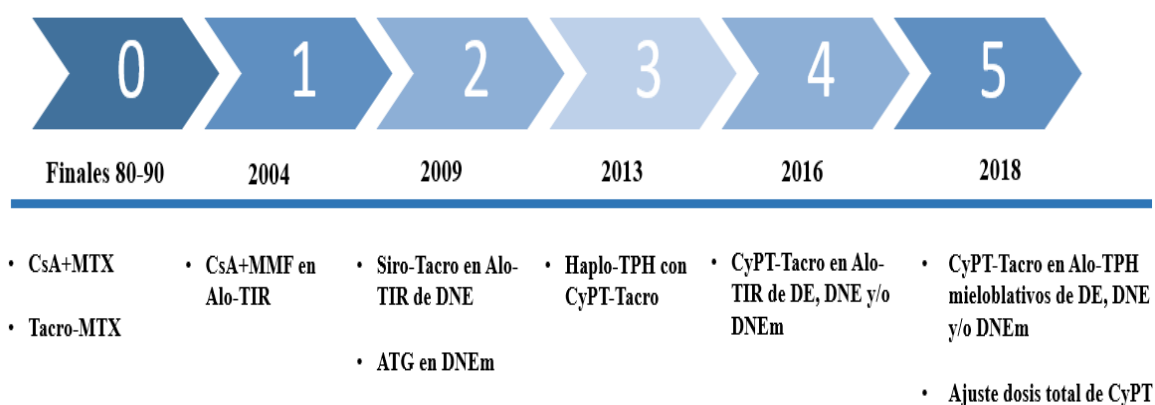 0 1 2 3 4 5
Finales 80-90 2004 2009 2013 2016 2018
• CsA+MTX
• Tacro-MTX
• CsA+MMF en
Alo-TIR
• Siro-Tacro en Alo-
TIR de DNE
• ATG en DNEm
• Haplo-TPH con
CyPT-Tacro
• CyPT-Tacro en Alo-
TIR de DE, DNE y/o
DNEm
• CyPT-Tacro en Alo-TPH
mieloblativos de DE, DNE
y/o DNEm
• Ajuste dosis total de CyPT